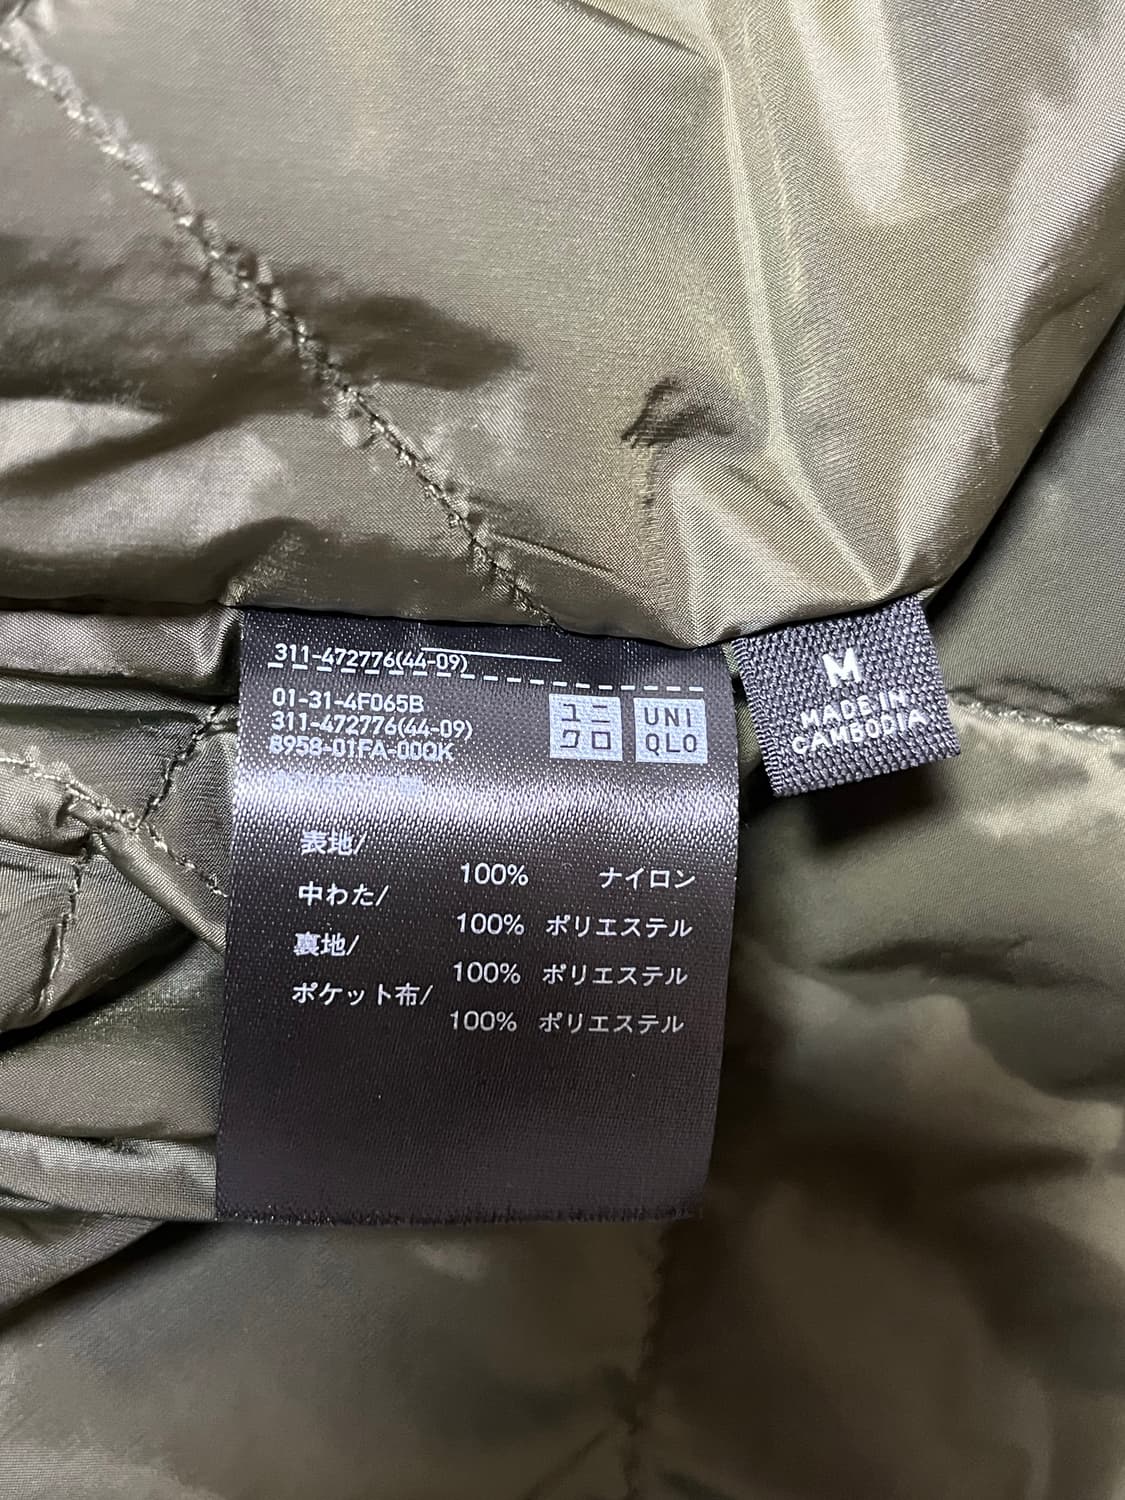 311-472776(44-09)
01-31-4F065B
311-472776(44-09)
8958-01FA-00QK
ユニ
クロ
UNI
QLO
M
MADE IN
CAMBODIA
表地/
100% ナイロン
中わた/
100% ポリエステル
裏地/
100% ポリエステル
ポケット布/
100% ポリエステル